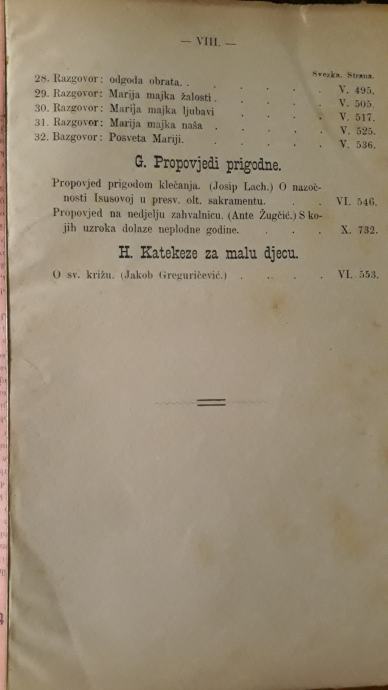 — VIII. —
Svezka. Strana.
28. Razgovor: odgoda obrata. . . . . . V. 495.
29. Razgovor: Marija majka žalosti . . . . V. 505.
30. Razgovor: Marija majka ljubavi . . . . V. 517.
31. Razgovor: Marija majka naša . . . . . V. 525.
32. Bazgovor: Posveta Mariji. . . . . . V. 536.
G. Propovjedi prigodne.
Propovjed prigodom klečanja. (Josip Lach.) O nazoč-
nosti Isusovoj u presv. olt. sakramentu. . . VI. 546.
Propovjed na nedjelju zahvalnicu. (Ante Žugčić.) S ko-
jih uzroka dolaze neplodne godine. . . . X. 732.
H. Katekeze za malu djecu.
O sv. križu. (Jakob Greguričević.) . . . . VI. 553.